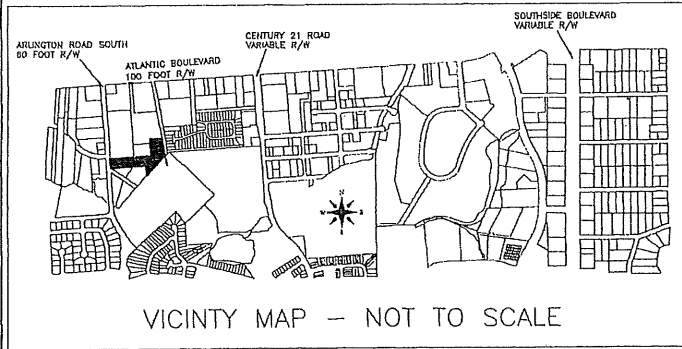 SOUTHSIDE BOULEVARD
VARIABLE R/W
CENTURY 21 ROAD
VARIABLE R/W
ARLINGTON ROAD SOUTH
80 FOOT R/W
ATLANTIC BOULEVARD
100 FOOT R/W
N
W
E
S
VICINTY MAP – NOT TO SCALE